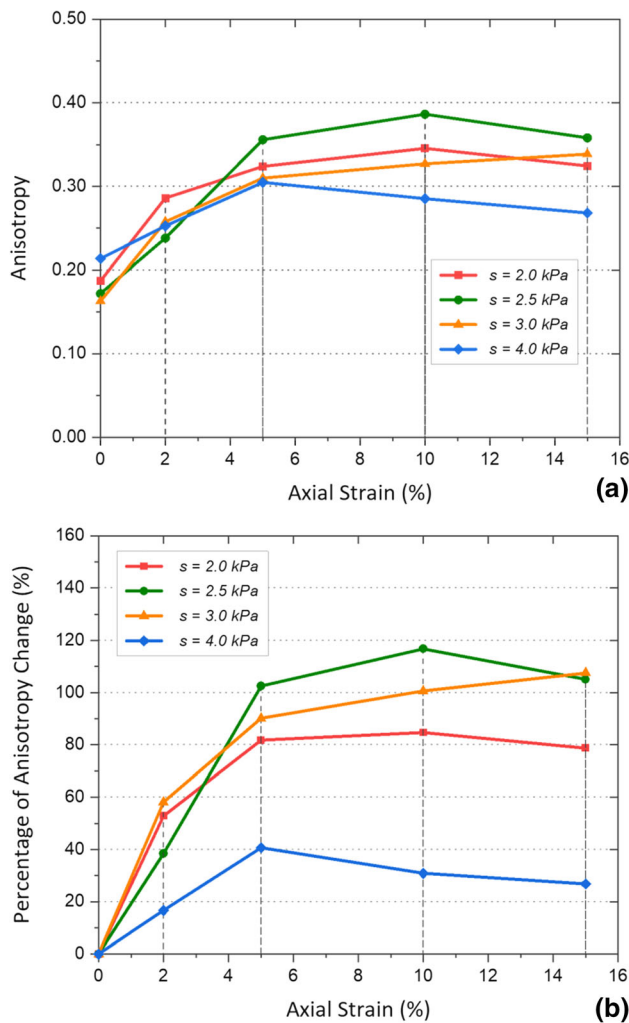 0.50
0.40
0.30
0.20
0.10
0.00
Anisotropy
s = 2.0 kPa
s = 2.5 kPa
s = 3.0 kPa
s = 4.0 kPa
0 2 4 6 8 10 12 14 16
Axial Strain (%)
(a)
160
140
120
100
80
60
40
20
0
Percentage of Anisotropy Change (%)
s = 2.0 kPa
s = 2.5 kPa
s = 3.0 kPa
s = 4.0 kPa
0 2 4 6 8 10 12 14 16
Axial Strain (%)
(b)